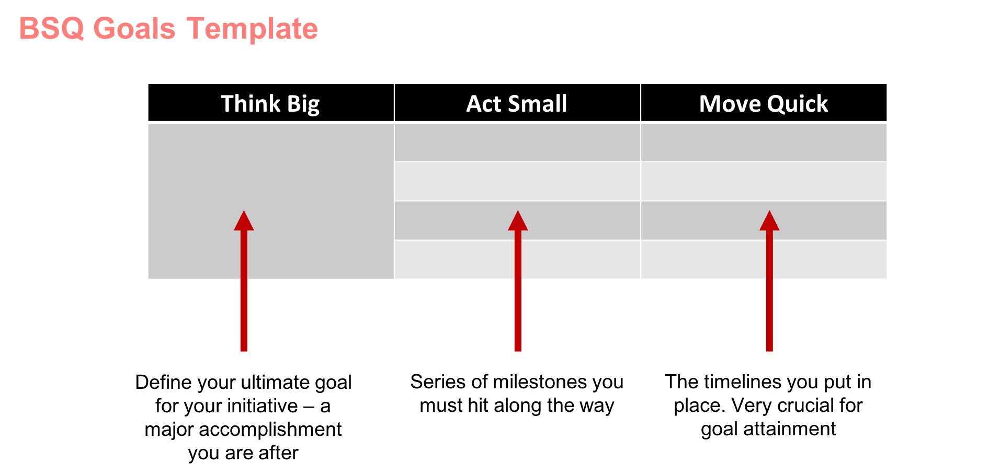 BSQ Goals Template
Think Big
Act Small
Move Quick
Define your ultimate goal
for your initiative – a
major accomplishment
you are after
Series of milestones you
must hit along the way
The timelines you put in
place. Very crucial for
goal attainment